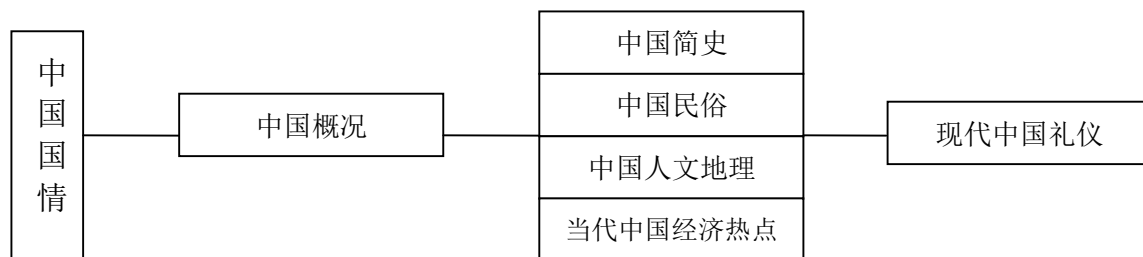 中国国情
中国概况
中国简史
中国民俗
中国人文地理
当代中国经济热点
现代中国礼仪